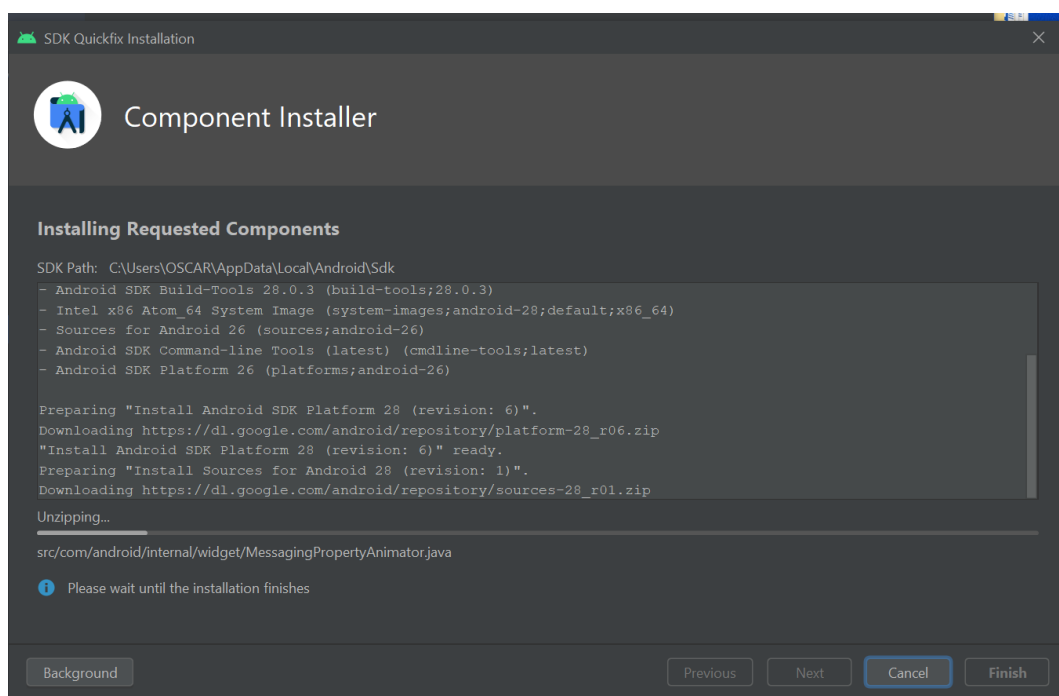 SDK Quickfix Installation
Component Installer
Installing Requested Components
SDK Path: C:\Users\OSCAR\AppData\Local\Android\Sdk
- Android SDK Build-Tools 28.0.3 (build-tools;28.0.3)
- Intel x86 Atom_64 System Image (system-images;android-28;default;x86_64)
- Sources for Android 26 (sources;android-26)
- Android SDK Command-line Tools (latest) (cmdline-tools;latest)
- Android SDK Platform 26 (platforms;android-26)
Preparing "Install Android SDK Platform 28 (revision: 6)".
Downloading https://dl.google.com/android/repository/platform-28_r06.zip
"Install Android SDK Platform 28 (revision: 6)" ready.
Preparing "Install Sources for Android 28 (revision: 1)".
Downloading https://dl.google.com/android/repository/sources-28_r01.zip
Unzipping...
src/com/android/internal/widget/MessagingPropertyAnimator.java
Please wait until the installation finishes
Background
Previous
Next
Cancel
Finish